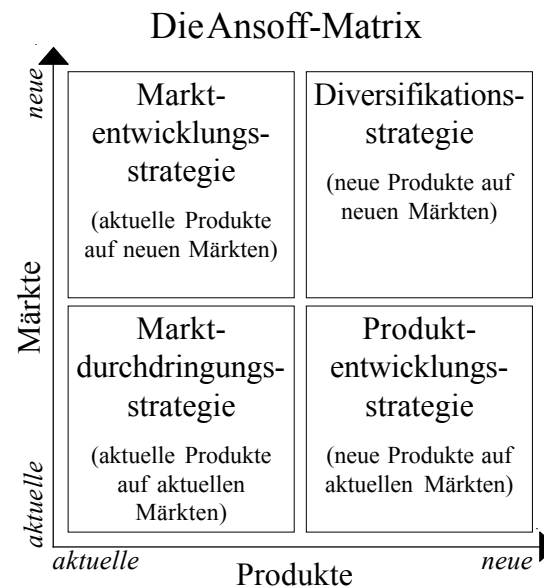 Die Ansoff-Matrix
neue
Markt-
entwicklungs-
strategie
(aktuelle Produkte
auf neuen Märkten)
Diversifikations-
strategie
(neue Produkte auf
neuen Märkten)
Märkte
Markt-
durchdringungs-
strategie
(aktuelle Produkte
auf aktuellen
Märkten)
Produkt-
entwicklungs-
strategie
(neue Produkte auf
aktuellen Märkten)
aktuelle
aktuelle
Produkte
neue